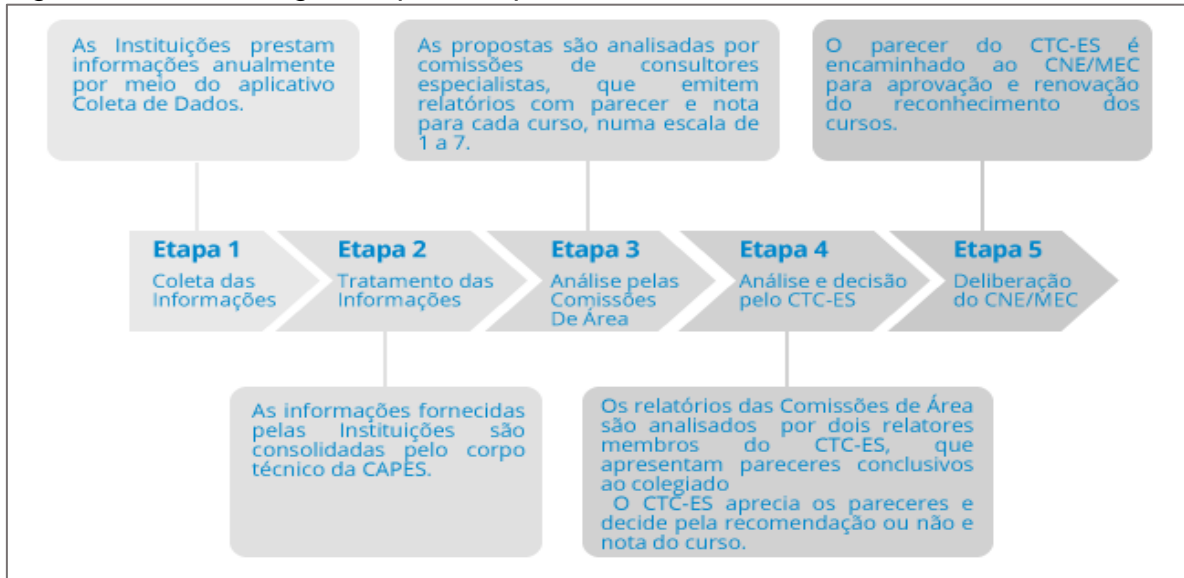 As Instituições prestam
informações anualmente
por meio do aplicativo
Coleta de Dados.
As propostas são analisadas por
comissões de consultores
especialistas, que emitem
relatórios com parecer e nota
para cada curso, numa escala de
1 a 7.
O parecer do CTC-ES é
encaminhado ao CNE/MEC
para aprovação e renovação
do reconhecimento dos
cursos.
Etapa 1
Coleta das
Informações
Etapa 2
Tratamento das
Informações
Etapa 3
Análise pelas
Comissões
De Área
Etapa 4
Análise e decisão
pelo CTC-ES
Etapa 5
Deliberação
do CNE/MEC
As informações fornecidas
pelas Instituições são
consolidadas pelo corpo
técnico da CAPES.
Os relatórios das Comissões de Área
são analisados por dois relatores
membros do CTC-ES, que
apresentam pareceres conclusivos
ao colegiado
O CTC-ES aprecia os pareceres e
decide pela recomendação ou não e
nota do curso.